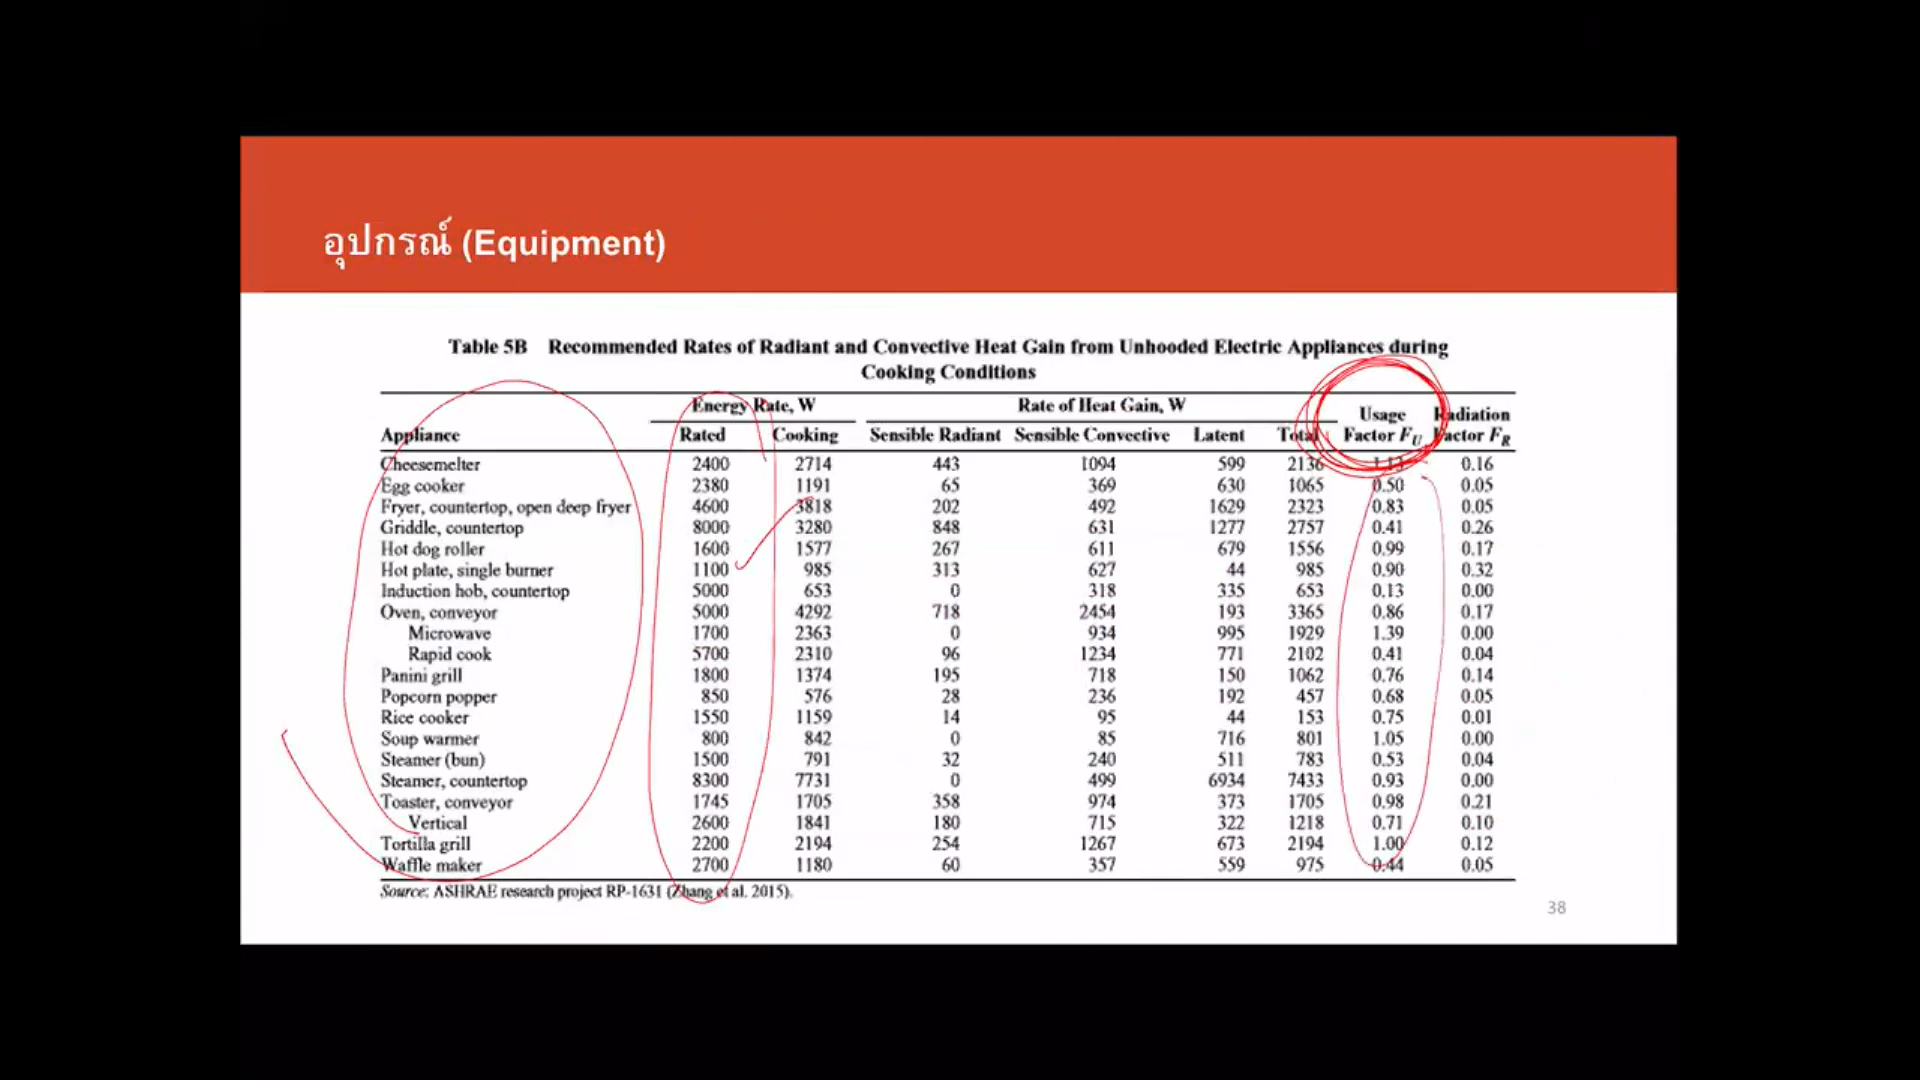 อุปกรณ์ (Equipment)
Table 5B Recommended Rates of Radiant and Convective Heat Gain from Unhooded Electric Appliances during
Cooking Conditions
Energy Rate, W Rate of Heat Gain, W Usage Radiation
Appliance Rated Cooking Sensible Radiant Sensible Convective Latent Total Factor FU Factor FR
Cheesemelter 2400 2714 443 1094 599 2136 1.13 0.16
Egg cooker 2380 1191 65 369 630 1065 0.50 0.05
Fryer, countertop, open deep fryer 4600 3818 202 492 1629 2323 0.83 0.05
Griddle, countertop 8000 3280 848 631 1277 2757 0.41 0.26
Hot dog roller 1600 1577 267 611 679 1556 0.99 0.17
Hot plate, single burner 1100 985 313 627 44 985 0.90 0.32
Induction hob, countertop 5000 653 0 318 335 653 0.13 0.00
Oven, conveyor 5000 4292 718 2454 193 3365 0.86 0.17
Microwave 1700 2363 0 934 995 1929 1.39 0.00
Rapid cook 5700 2310 96 1234 771 2102 0.41 0.04
Panini grill 1800 1374 195 718 150 1062 0.76 0.14
Popcorn popper 850 576 28 236 192 457 0.68 0.05
Rice cooker 1550 1159 14 95 44 153 0.75 0.01
Soup warmer 800 842 0 85 716 801 1.05 0.00
Steamer (bun) 1500 791 32 240 511 783 0.53 0.04
Steamer, countertop 8300 7731 0 499 6934 7433 0.93 0.00
Toaster, conveyor 1745 1705 358 974 373 1705 0.98 0.21
Vertical 2600 1841 180 715 322 1218 0.71 0.10
Tortilla grill 2200 2194 254 1267 673 2194 1.00 0.12
Waffle maker 2700 1180 60 357 559 975 0.44 0.05
Source: ASHRAE research project RP-1631 (Zhang et al. 2015).
38